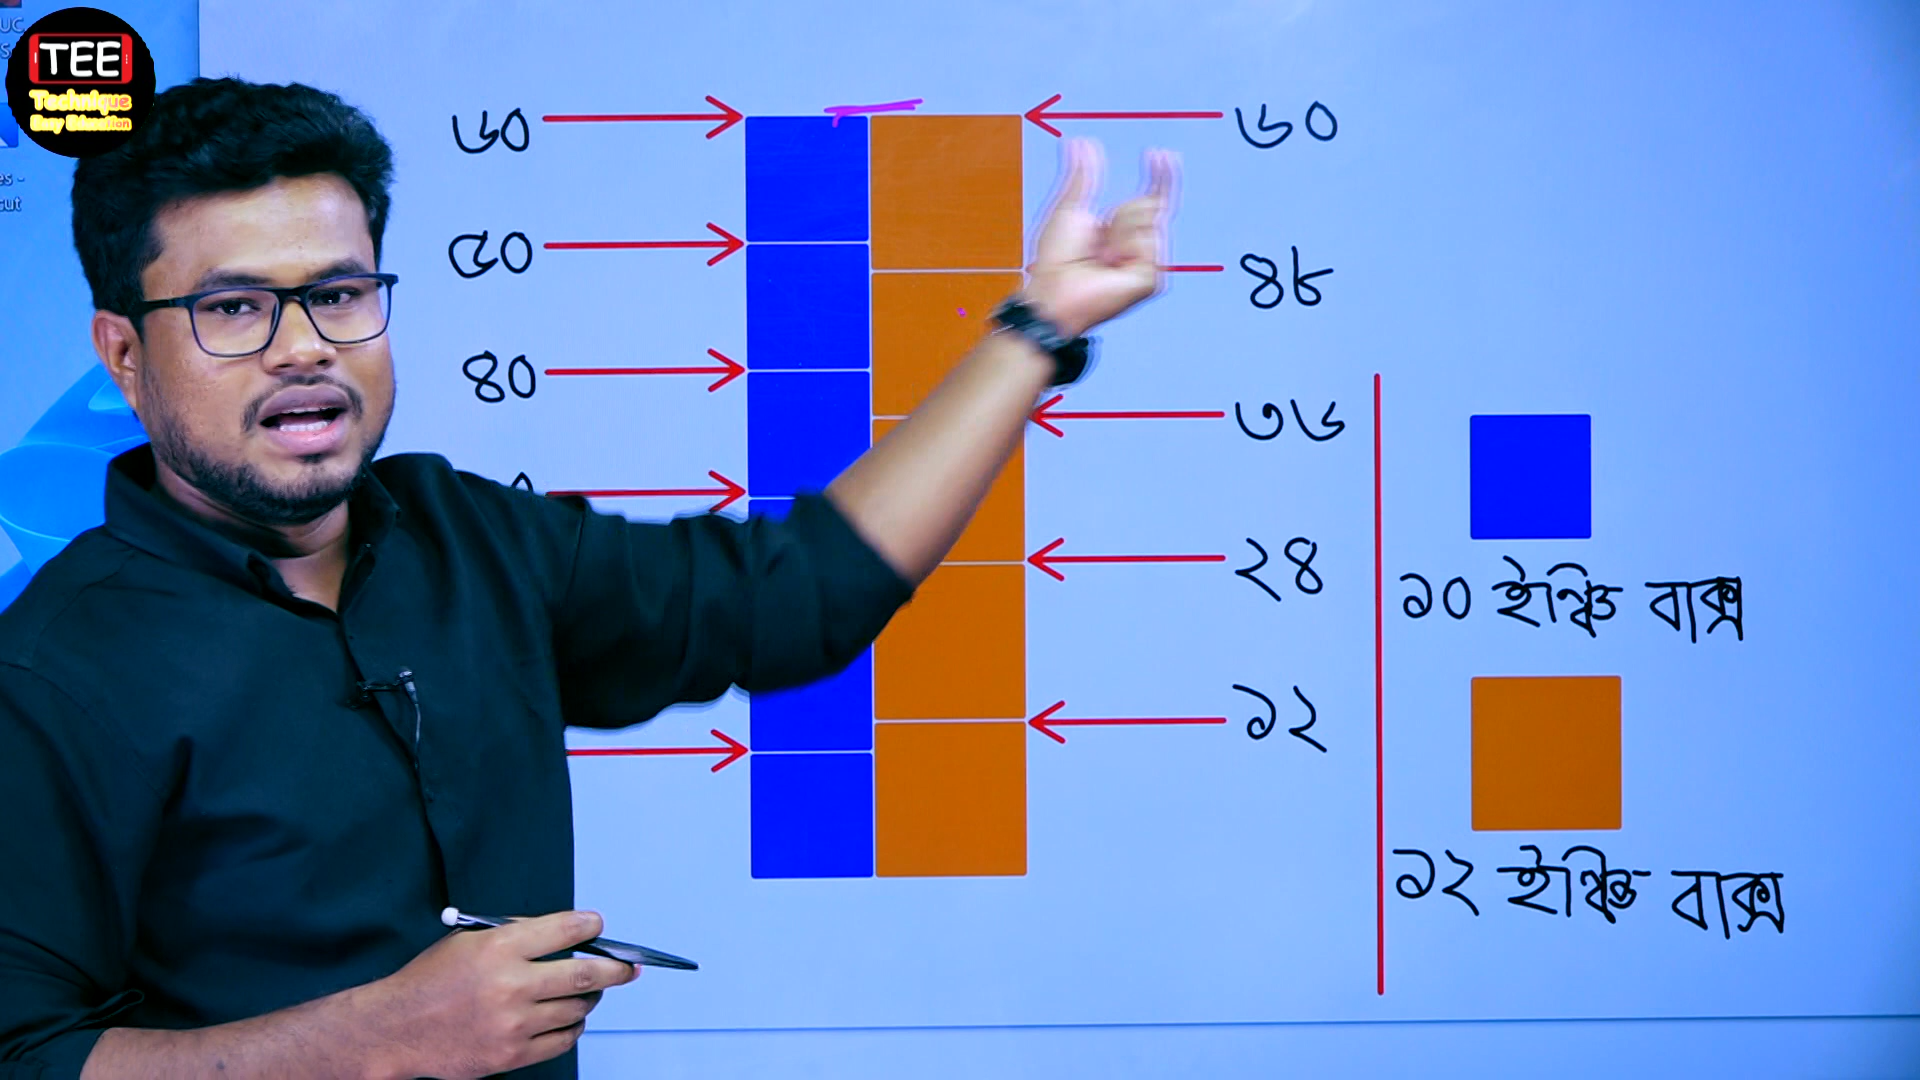 TEE
Technique
Easy Education
৬০
৫০
৪০
৬০
৪৮
৩৬
২৪
১২
১০ ইঞ্চি বাক্স
১২ ইঞ্চি বাক্স